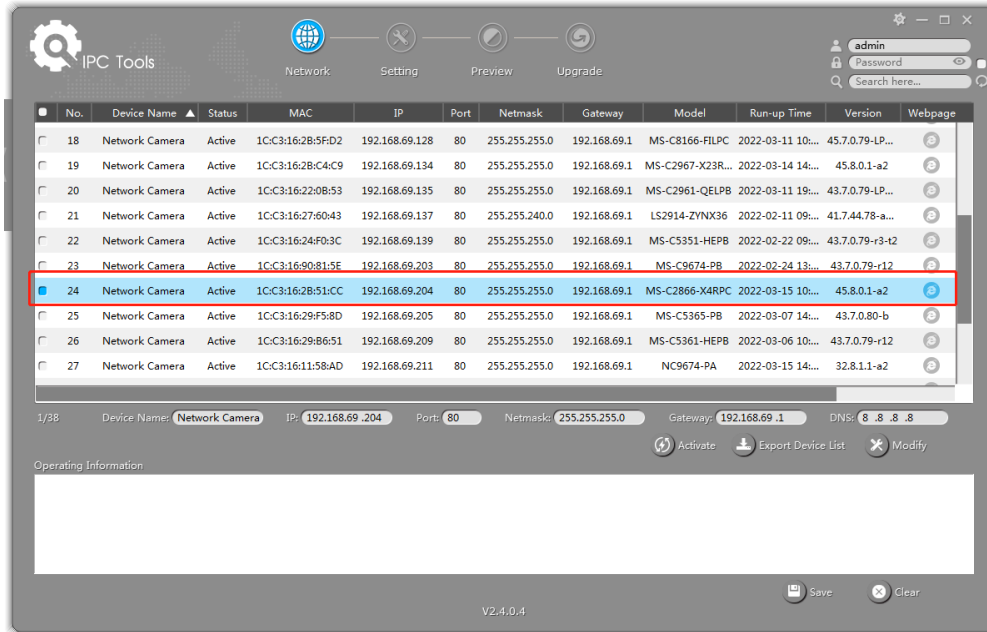 IPC Tools
Network Setting Preview Upgrade
admin
Password
Search here...
No. Device Name Status MAC IP Port Netmask Gateway Model Run-up Time Version Webpage
18 Network Camera Active 1C:C3:16:2B:5F:D2 192.168.69.128 80 255.255.255.0 192.168.69.1 MS-C8166-FILPC 2022-03-11 10:... 45.7.0.79-LP...
19 Network Camera Active 1C:C3:16:2B:C4:C9 192.168.69.134 80 255.255.255.0 192.168.69.1 MS-C2967-X23R... 2022-03-14 14:... 45.8.0.1-a2
20 Network Camera Active 1C:C3:16:22:0B:53 192.168.69.135 80 255.255.255.0 192.168.69.1 MS-C2961-QELPB 2022-03-11 19:... 43.7.0.79-LP...
21 Network Camera Active 1C:C3:16:27:60:43 192.168.69.137 80 255.255.240.0 192.168.69.1 LS2914-ZYNX36 2022-02-11 09:... 41.7.44.78-a...
22 Network Camera Active 1C:C3:16:24:F0:3C 192.168.69.139 80 255.255.255.0 192.168.69.1 MS-C5351-HEPB 2022-02-22 09:... 43.7.0.79-r3-t2
23 Network Camera Active 1C:C3:16:90:81:5E 192.168.69.203 80 255.255.255.0 192.168.69.1 MS-C9674-PB 2022-02-24 13:... 43.7.0.79-r12
24 Network Camera Active 1C:C3:16:2B:51:CC 192.168.69.204 80 255.255.255.0 192.168.69.1 MS-C2866-X4RPC 2022-03-15 10:... 45.8.0.1-a2
25 Network Camera Active 1C:C3:16:29:F5:8D 192.168.69.205 80 255.255.255.0 192.168.69.1 MS-C5365-PB 2022-03-07 14:... 43.7.0.80-b
26 Network Camera Active 1C:C3:16:29:B6:51 192.168.69.209 80 255.255.255.0 192.168.69.1 MS-C5361-HEPB 2022-03-06 10:... 43.7.0.79-r12
27 Network Camera Active 1C:C3:16:11:58:AD 192.168.69.211 80 255.255.255.0 192.168.69.1 NC9674-PA 2022-03-15 14:... 32.8.1.1-a2
1/38 Device Name: Network Camera IP: 192.168.69 .204 Port: 80 Netmask: 255.255.255.0 Gateway: 192.168.69 .1 DNS: 8 .8 .8 .8
Activate Export Device List Modify
Operating Information
Save Clear
V2.4.0.4